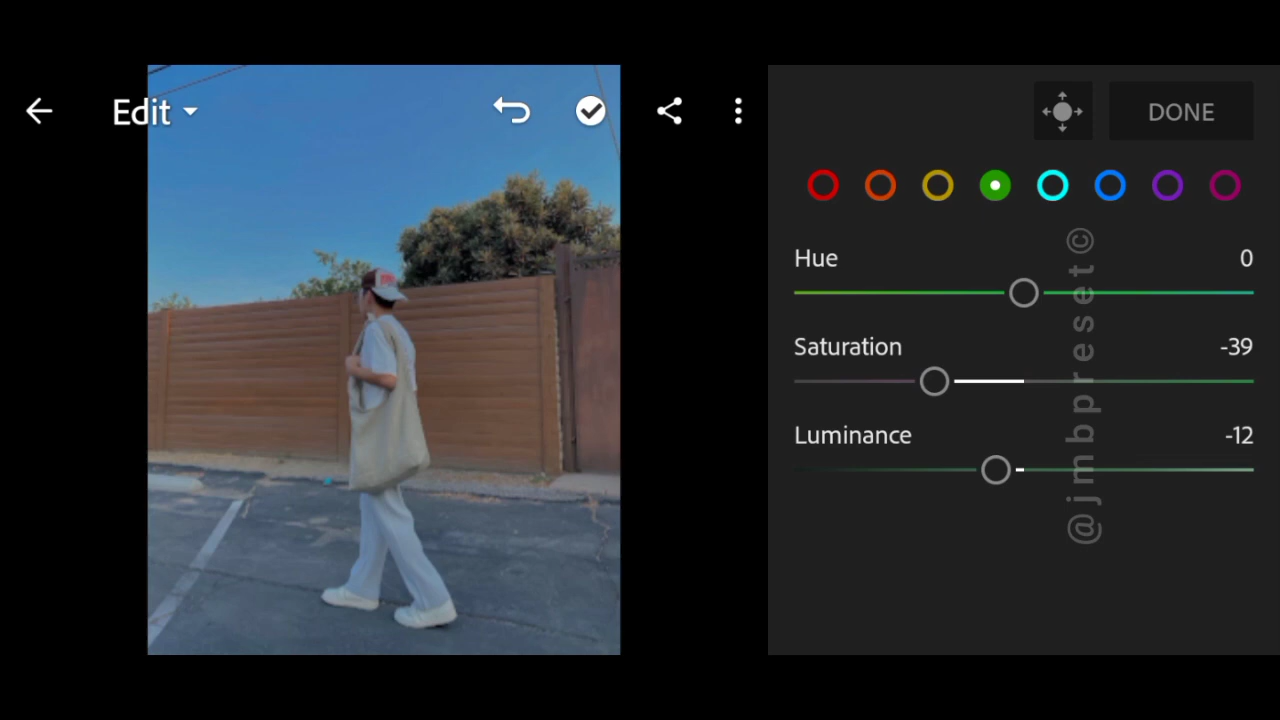 Edit
DONE
Hue 0
Saturation -39
Luminance -12
@jmbpreset©